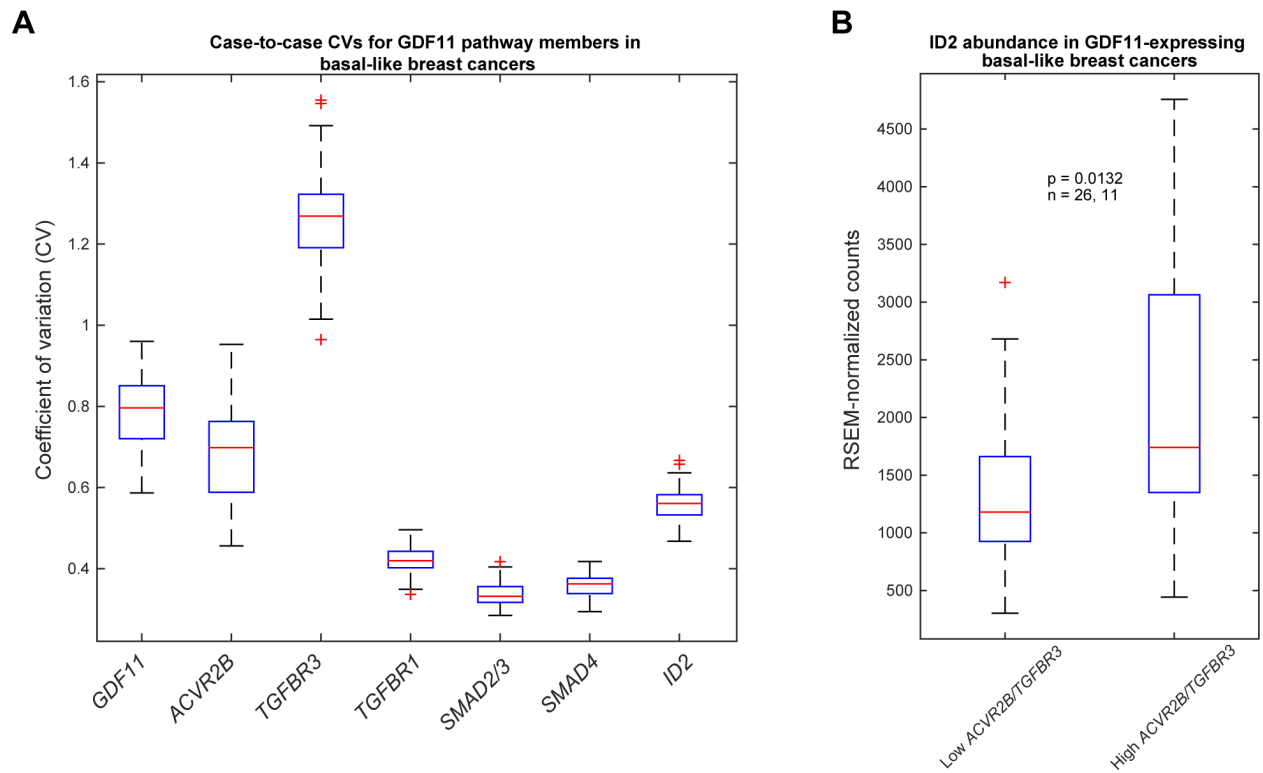 A
Case-to-case CVs for GDF11 pathway members in
basal-like breast cancers
Coefficient of variation (CV)
1.6
1.4
1.2
1
0.8
0.6
0.4
GDF11
ACVR2B
TGFBR3
TGFBR1
SMAD2/3
SMAD4
ID2
B
ID2 abundance in GDF11-expressing
basal-like breast cancers
RSEM-normalized counts
4500
4000
3500
3000
2500
2000
1500
1000
500
p = 0.0132
n = 26, 11
Low ACVR2B/TGFBR3
High ACVR2B/TGFBR3